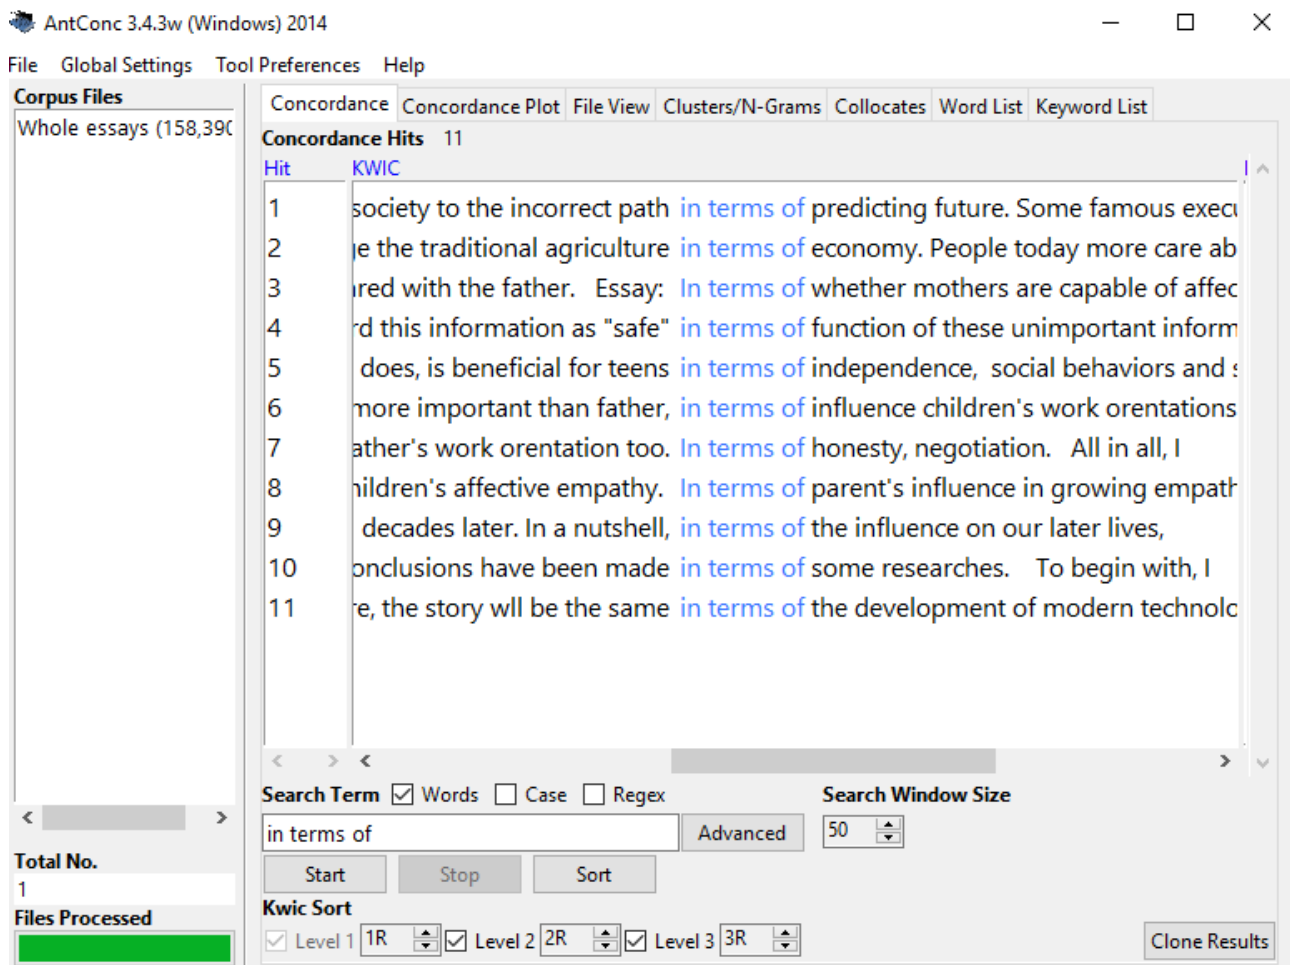 AntConc 3.4.3w (Windows) 2014
File Global Settings Tool Preferences Help
Corpus Files
Whole essays (158,390
Concordance Concordance Plot File View Clusters/N-Grams Collocates Word List Keyword List
Concordance Hits 11
Hit KWIC
1 society to the incorrect path in terms of predicting future. Some famous execu
2 ge the traditional agriculture in terms of economy. People today more care ab
3 ared with the father. Essay: In terms of whether mothers are capable of affec
4 rd this information as "safe" in terms of function of these unimportant inform
5 does, is beneficial for teens in terms of independence, social behaviors and s
6 more important than father, in terms of influence children's work orentations
7 ather's work orentation too. In terms of honesty, negotiation. All in all, I
8 hildren's affective empathy. In terms of parent's influence in growing empath
9 decades later. In a nutshell, in terms of the influence on our later lives,
10 onclusions have been made in terms of some researches. To begin with, I
11 re, the story wll be the same in terms of the development of modern technolo
Search Term Words Case Regex Search Window Size
in terms of Advanced 50
Total No.
1
Start Stop Sort
Files Processed
Kwic Sort
Level 1 1R Level 2 2R Level 3 3R Clone Results